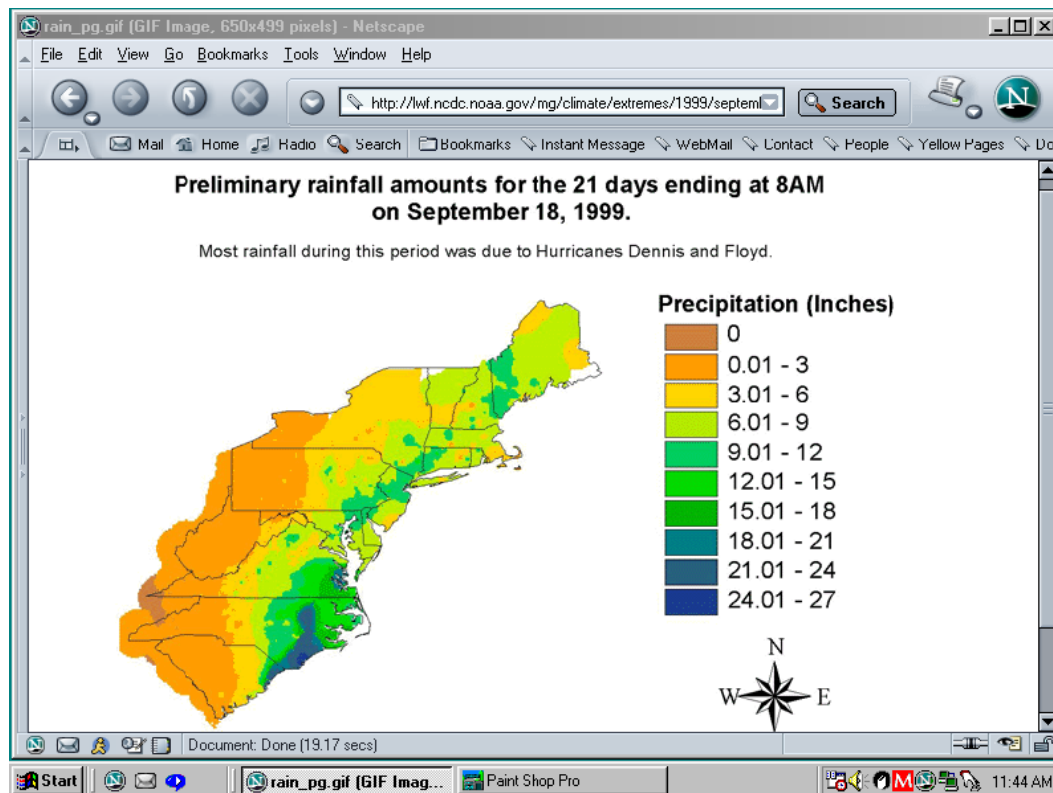 rain_pg.gif (GIF Image, 650x499 pixels) - Netscape
File Edit View Go Bookmarks Tools Window Help
http://lwf.ncdc.noaa.gov/mg/climate/extremes/1999/septeml Search N
Mail Home Radio Search Bookmarks Instant Message WebMail Contact People Yellow Pages Do
Preliminary rainfall amounts for the 21 days ending at 8AM
on September 18, 1999.
Most rainfall during this period was due to Hurricanes Dennis and Floyd.
Precipitation (Inches)
0
0.01 - 3
3.01 - 6
6.01 - 9
9.01 - 12
12.01 - 15
15.01 - 18
18.01 - 21
21.01 - 24
24.01 - 27
N
W E
Document: Done (19.17 secs)
Start rain_pg.gif (GIF Imag... Paint Shop Pro M 11:44 AM